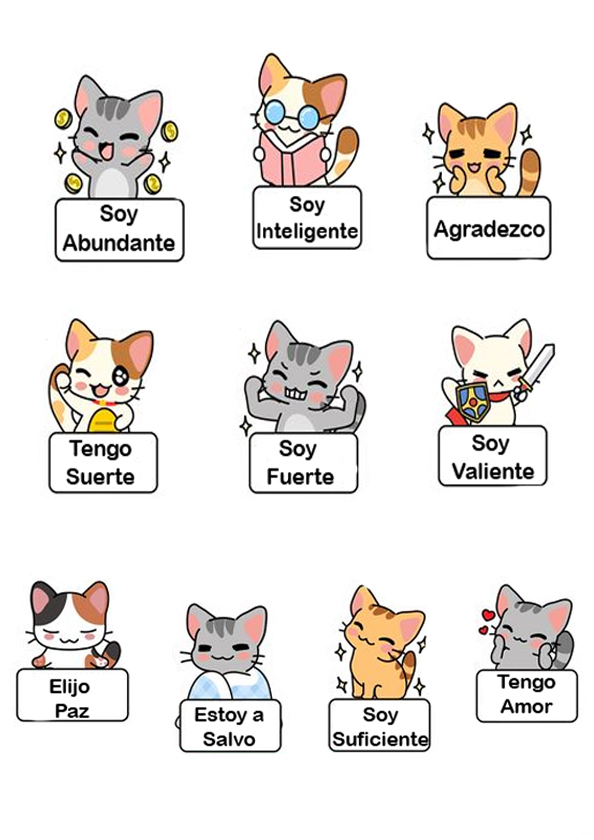 Soy
Abundante
Soy
Inteligente
Agradezco
Tengo
Suerte
Soy
Fuerte
Soy
Valiente
Elijo
Paz
Estoy a
Salvo
Soy
Suficiente
Tengo
Amor